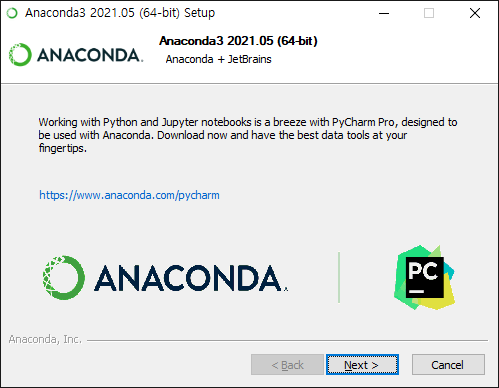 Anaconda3 2021.05 (64-bit) Setup
Anaconda3 2021.05 (64-bit)
Anaconda + JetBrains
ANACONDA.
Working with Python and Jupyter notebooks is a breeze with PyCharm Pro, designed to
be used with Anaconda. Download now and have the best data tools at your
fingertips.
https://www.anaconda.com/pycharm
ANACONDA.
PC
Anaconda, Inc.
< Back
Next >
Cancel